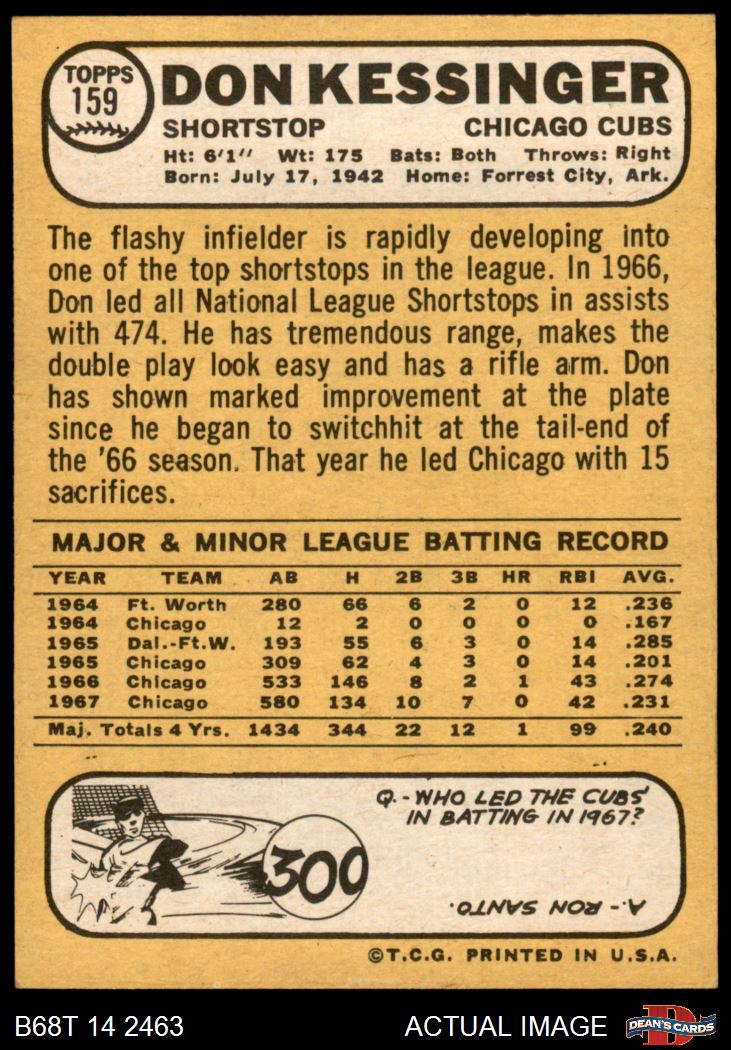 TOPPS
159
DON KESSINGER
SHORTSTOP CHICAGO CUBS
Ht: 6'1" Wt: 175 Bats: Both Throws: Right
Born: July 17, 1942 Home: Forrest City, Ark.
The flashy infielder is rapidly developing into
one of the top shortstops in the league. In 1966,
Don led all National League Shortstops in assists
with 474. He has tremendous range, makes the
double play look easy and has a rifle arm. Don
has shown marked improvement at the plate
since he began to switchhit at the tail-end of
the '66 season. That year he led Chicago with 15
sacrifices.
MAJOR & MINOR LEAGUE BATTING RECORD
YEAR TEAM AB H 2B 3B HR RBI AVG.
1964 Ft. Worth 280 66 6 2 0 12 .236
1964 Chicago 12 2 0 0 0 0 .167
1965 Dal.-Ft.W. 193 55 6 3 0 14 .285
1965 Chicago 309 62 4 3 0 14 .201
1966 Chicago 533 146 8 2 1 43 .274
1967 Chicago 580 134 10 7 0 42 .231
Maj. Totals 4 Yrs. 1434 344 22 12 1 99 .240
Q.-WHO LED THE CUBS'
IN BATTING IN 1967?
300
A.-RON SANTO.
©T.C.G. PRINTED IN U.S.A.
B68T 14 2463 ACTUAL IMAGE DEAN'S CARDS